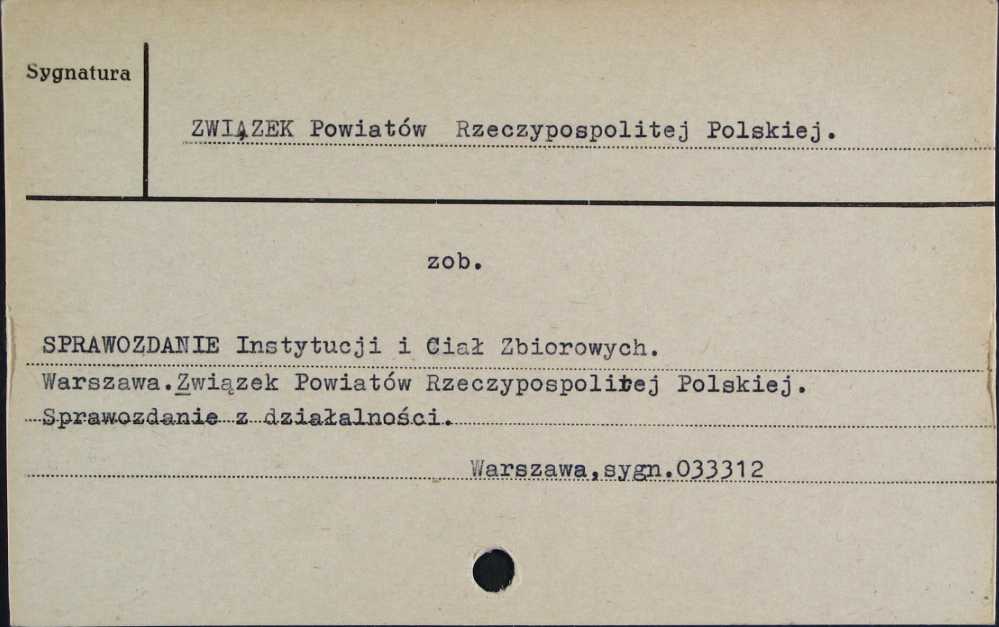 Sygnatura
ZWIĄZEK Powiatów Rzeczypospolitej Polskiej.
zob.
SPRAWOZDANIE Instytucji i Ciał Zbiorowych.
Warszawa.Związek Powiatów Rzeczypospolitej Polskiej.
Sprawozdanie z działalności.
Warszawa,sygn.033312